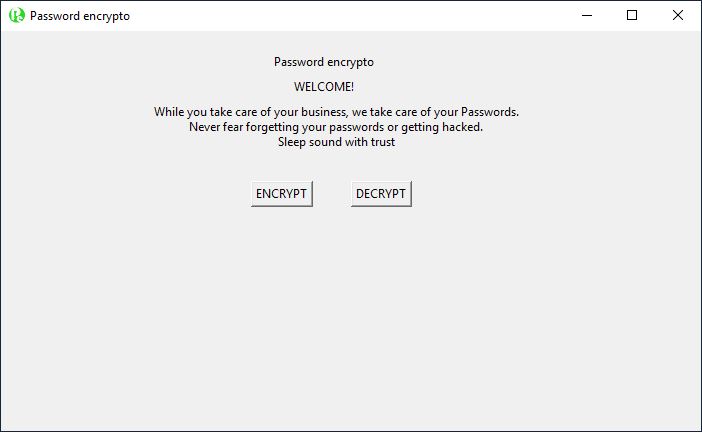 Password encrypto
Password encrypto
WELCOME!
While you take care of your business, we take care of your Passwords.
Never fear forgetting your passwords or getting hacked.
Sleep sound with trust
ENCRYPT DECRYPT